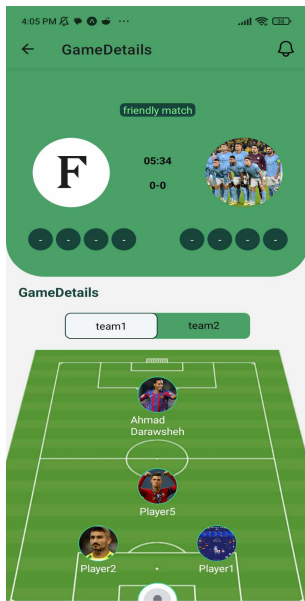 4:05 PM
GameDetails
friendly match
F
05:34
0-0
- - - - - - - -
GameDetails
team1 team2
Ahmad
Darawsheh
Player5
Player2 Player1